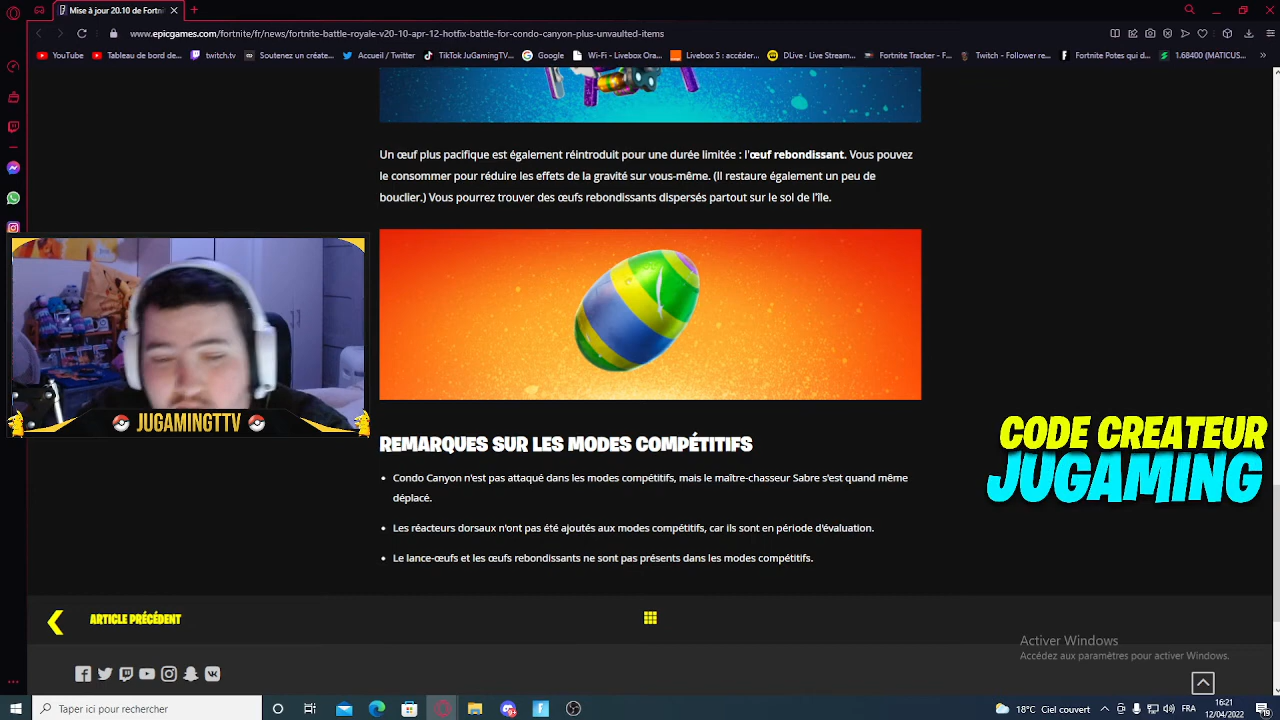 Mise à jour 20.10 de Fortni
www.epicgames.com/fortnite/fr/news/fortnite-battle-royale-v20-10-apr-12-hotfix-battle-for-condo-canyon-plus-unvaulted-items
YouTube
Tableau de bord de...
twitch.tv
Soutenez un créate...
Accueil / Twitter
TikTok JuGamingTV...
Google
Wi-Fi - Livebox Ora...
Livebox 5 : accéder...
DLive · Live Stream...
Fortnite Tracker - F...
Twitch - Follower re...
Fortnite Potes qui d...
1.68400 (MATICUS...
Un œuf plus pacifique est également réintroduit pour une durée limitée : l'œuf rebondissant. Vous pouvez
le consommer pour réduire les effets de la gravité sur vous-même. (Il restaure également un peu de
bouclier.) Vous pourrez trouver des œufs rebondissants dispersés partout sur le sol de l'île.
JUGAMINGTTV
CODE CREATEUR
JUGAMING
REMARQUES SUR LES MODES COMPÉTITIFS
• Condo Canyon n'est pas attaqué dans les modes compétitifs, mais le maître-chasseur Sabre s'est quand même
déplacé.
• Les réacteurs dorsaux n'ont pas été ajoutés aux modes compétitifs, car ils sont en période d'évaluation.
• Le lance-œufs et les œufs rebondissants ne sont pas présents dans les modes compétitifs.
ARTICLE PRÉCÉDENT
Activer Windows
Accédez aux paramètres pour activer Windows.
Taper ici pour rechercher
18°C Ciel couvert
FRA
16:21
12/04/2022
19